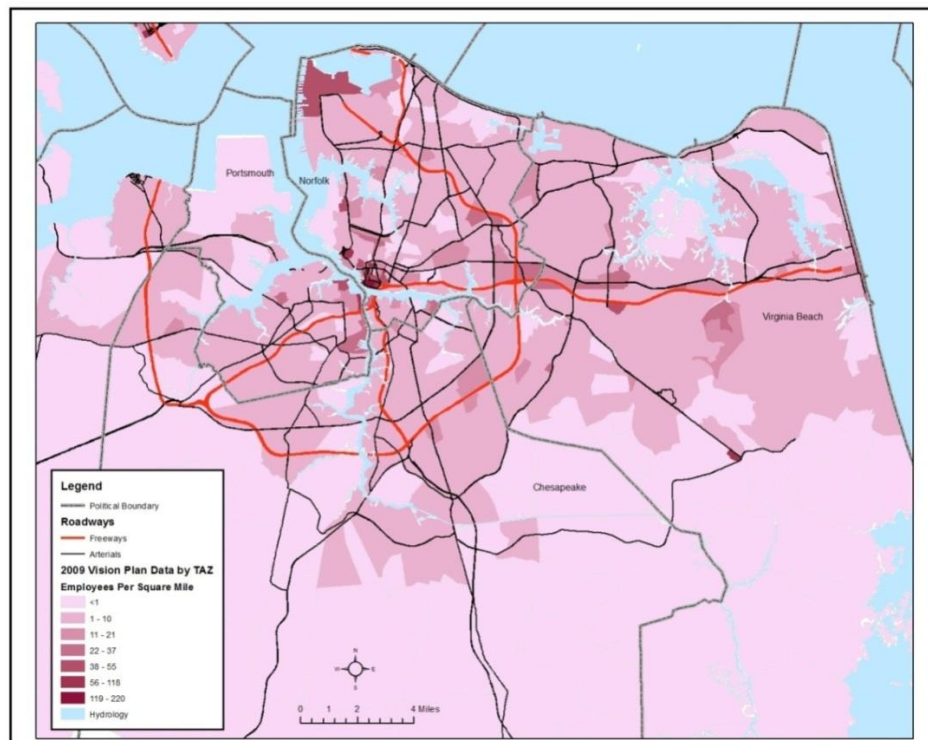 Portsmouth
Norfolk
Virginia Beach
Chesapeake
Legend
Political Boundary
Roadways
Freeways
Arterials
2009 Vision Plan Data by TAZ
Employees Per Square Mile
<1
1 - 10
11 - 21
22 - 37
38 - 55
56 - 118
119 - 220
Hydrology
N
W E
S
0 1 2 4 Miles